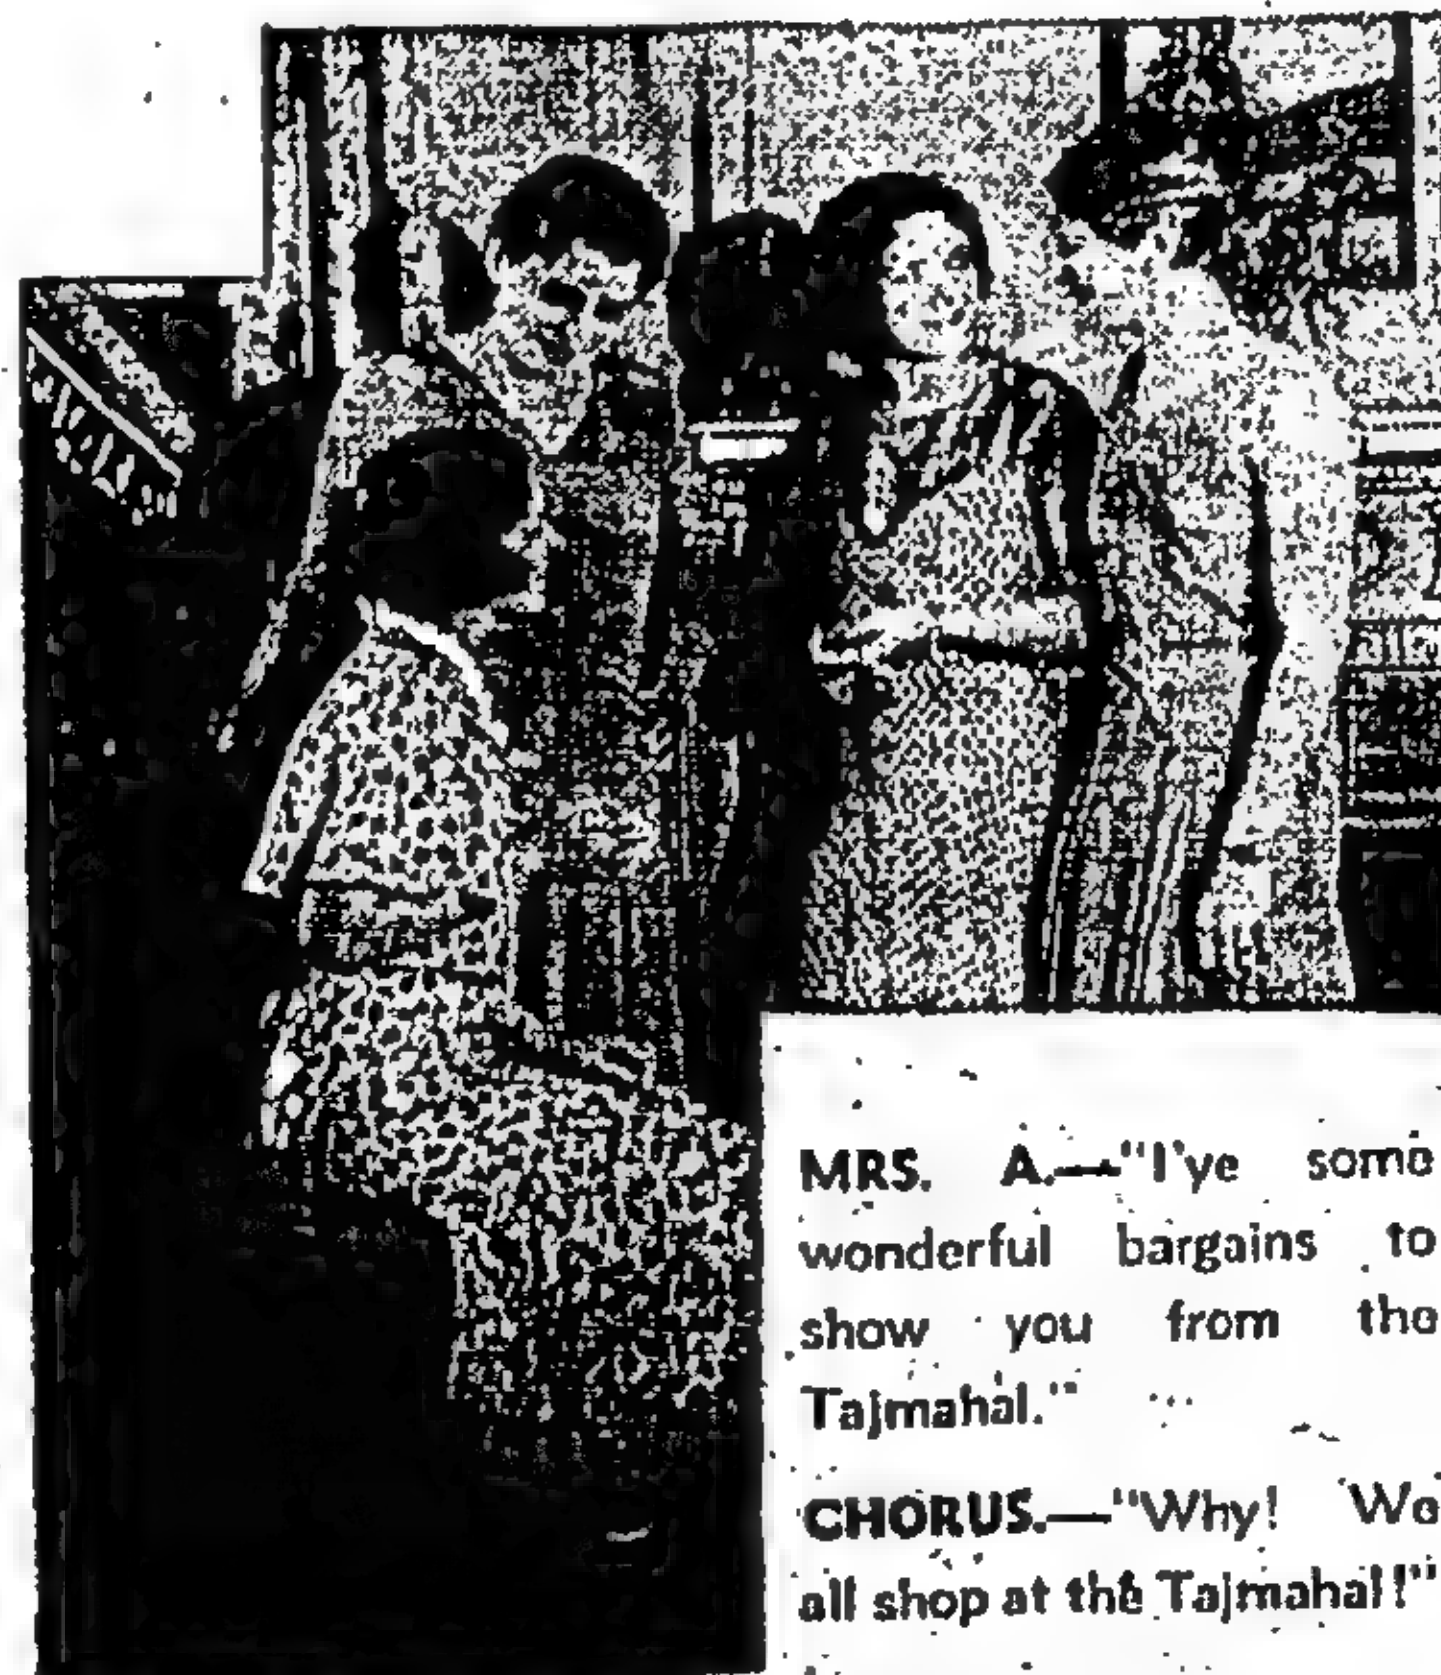 MRS. A.—"I've some
wonderful bargains to
show you from the
Tajmahal."
CHORUS.—"Why! We
all shop at the Tajmahal!"